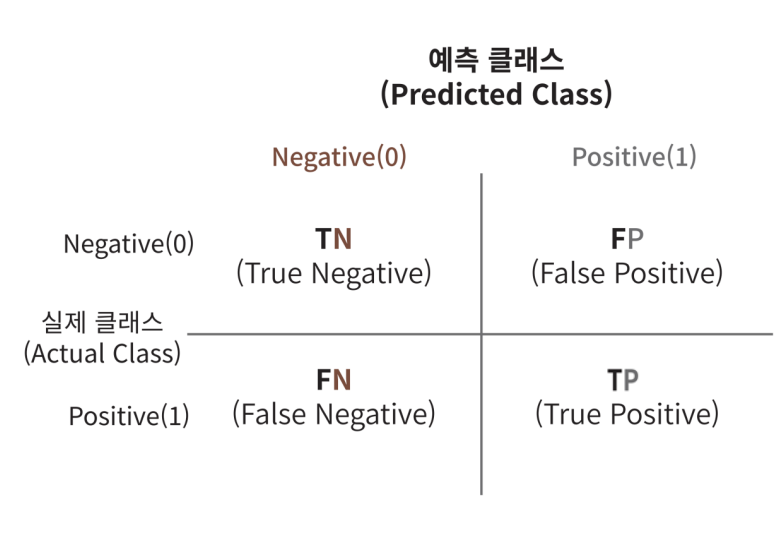 예측 클래스
(Predicted Class)
Negative(0) Positive(1)
Negative(0) TN FP
(True Negative) (False Positive)
실제 클래스
(Actual Class)
FN TP
Positive(1) (False Negative) (True Positive)